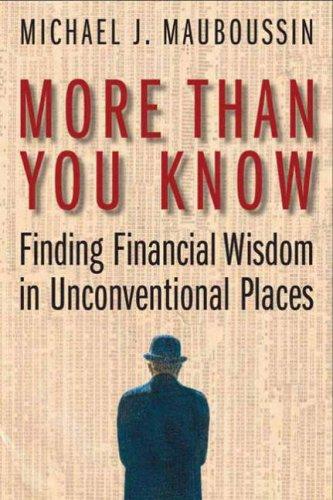 MICHAEL J. MAUBOUSSIN
MORE THAN
YOU KNOW
Finding Financial Wisdom
in Unconventional Places